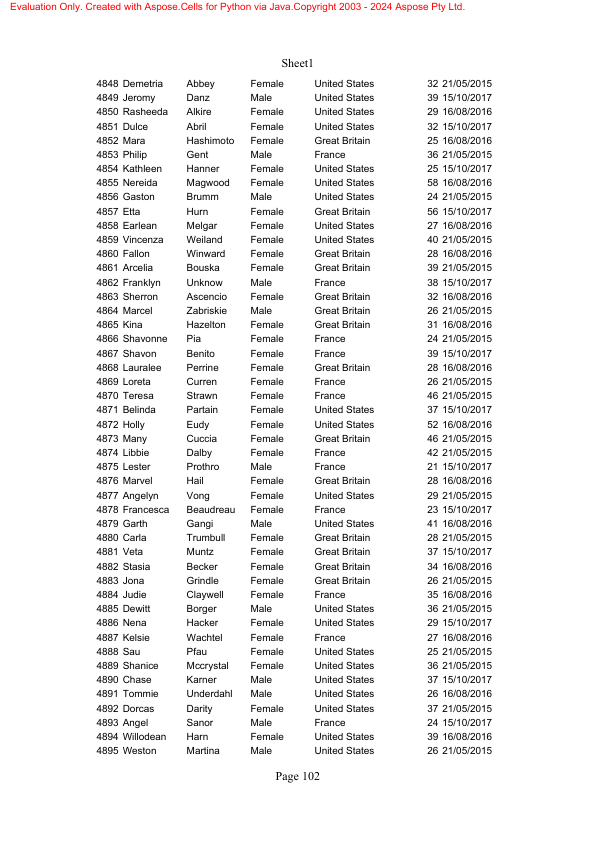 Evaluation Only. Created with Aspose.Cells for Python via Java.Copyright 2003 - 2024 Aspose Pty Ltd.
Sheet1
4848 Demetria Abbey Female United States 32 21/05/2015
4849 Jeromy Danz Male United States 39 15/10/2017
4850 Rasheeda Alkire Female United States 29 16/08/2016
4851 Dulce Abril Female United States 32 15/10/2017
4852 Mara Hashimoto Female Great Britain 25 16/08/2016
4853 Philip Gent Male France 36 21/05/2015
4854 Kathleen Hanner Female United States 25 15/10/2017
4855 Nereida Magwood Female United States 58 16/08/2016
4856 Gaston Brumm Male United States 24 21/05/2015
4857 Etta Hurn Female Great Britain 56 15/10/2017
4858 Earlean Melgar Female United States 27 16/08/2016
4859 Vincenza Weiland Female United States 40 21/05/2015
4860 Fallon Winward Female Great Britain 28 16/08/2016
4861 Arcelia Bouska Female Great Britain 39 21/05/2015
4862 Franklyn Unknow Male France 38 15/10/2017
4863 Sherron Ascencio Female Great Britain 32 16/08/2016
4864 Marcel Zabriskie Male Great Britain 26 21/05/2015
4865 Kina Hazelton Female Great Britain 31 16/08/2016
4866 Shavonne Pia Female France 24 21/05/2015
4867 Shavon Benito Female France 39 15/10/2017
4868 Lauralee Perrine Female Great Britain 28 16/08/2016
4869 Loreta Curren Female France 26 21/05/2015
4870 Teresa Strawn Female France 46 21/05/2015
4871 Belinda Partain Female United States 37 15/10/2017
4872 Holly Eudy Female United States 52 16/08/2016
4873 Many Cuccia Female Great Britain 46 21/05/2015
4874 Libbie Dalby Female France 42 21/05/2015
4875 Lester Prothro Male France 21 15/10/2017
4876 Marvel Hail Female Great Britain 28 16/08/2016
4877 Angelyn Vong Female United States 29 21/05/2015
4878 Francesca Beaudreau Female France 23 15/10/2017
4879 Garth Gangi Male United States 41 16/08/2016
4880 Carla Trumbull Female Great Britain 28 21/05/2015
4881 Veta Muntz Female Great Britain 37 15/10/2017
4882 Stasia Becker Female Great Britain 34 16/08/2016
4883 Jona Grindle Female Great Britain 26 21/05/2015
4884 Judie Claywell Female France 35 16/08/2016
4885 Dewitt Borger Male United States 36 21/05/2015
4886 Nena Hacker Female United States 29 15/10/2017
4887 Kelsie Wachtel Female France 27 16/08/2016
4888 Sau Pfau Female United States 25 21/05/2015
4889 Shanice Mccrystal Female United States 36 21/05/2015
4890 Chase Karner Male United States 37 15/10/2017
4891 Tommie Underdahl Male United States 26 16/08/2016
4892 Dorcas Darity Female United States 37 21/05/2015
4893 Angel Sanor Male France 24 15/10/2017
4894 Willodean Harn Female United States 39 16/08/2016
4895 Weston Martina Male United States 26 21/05/2015
Page 102